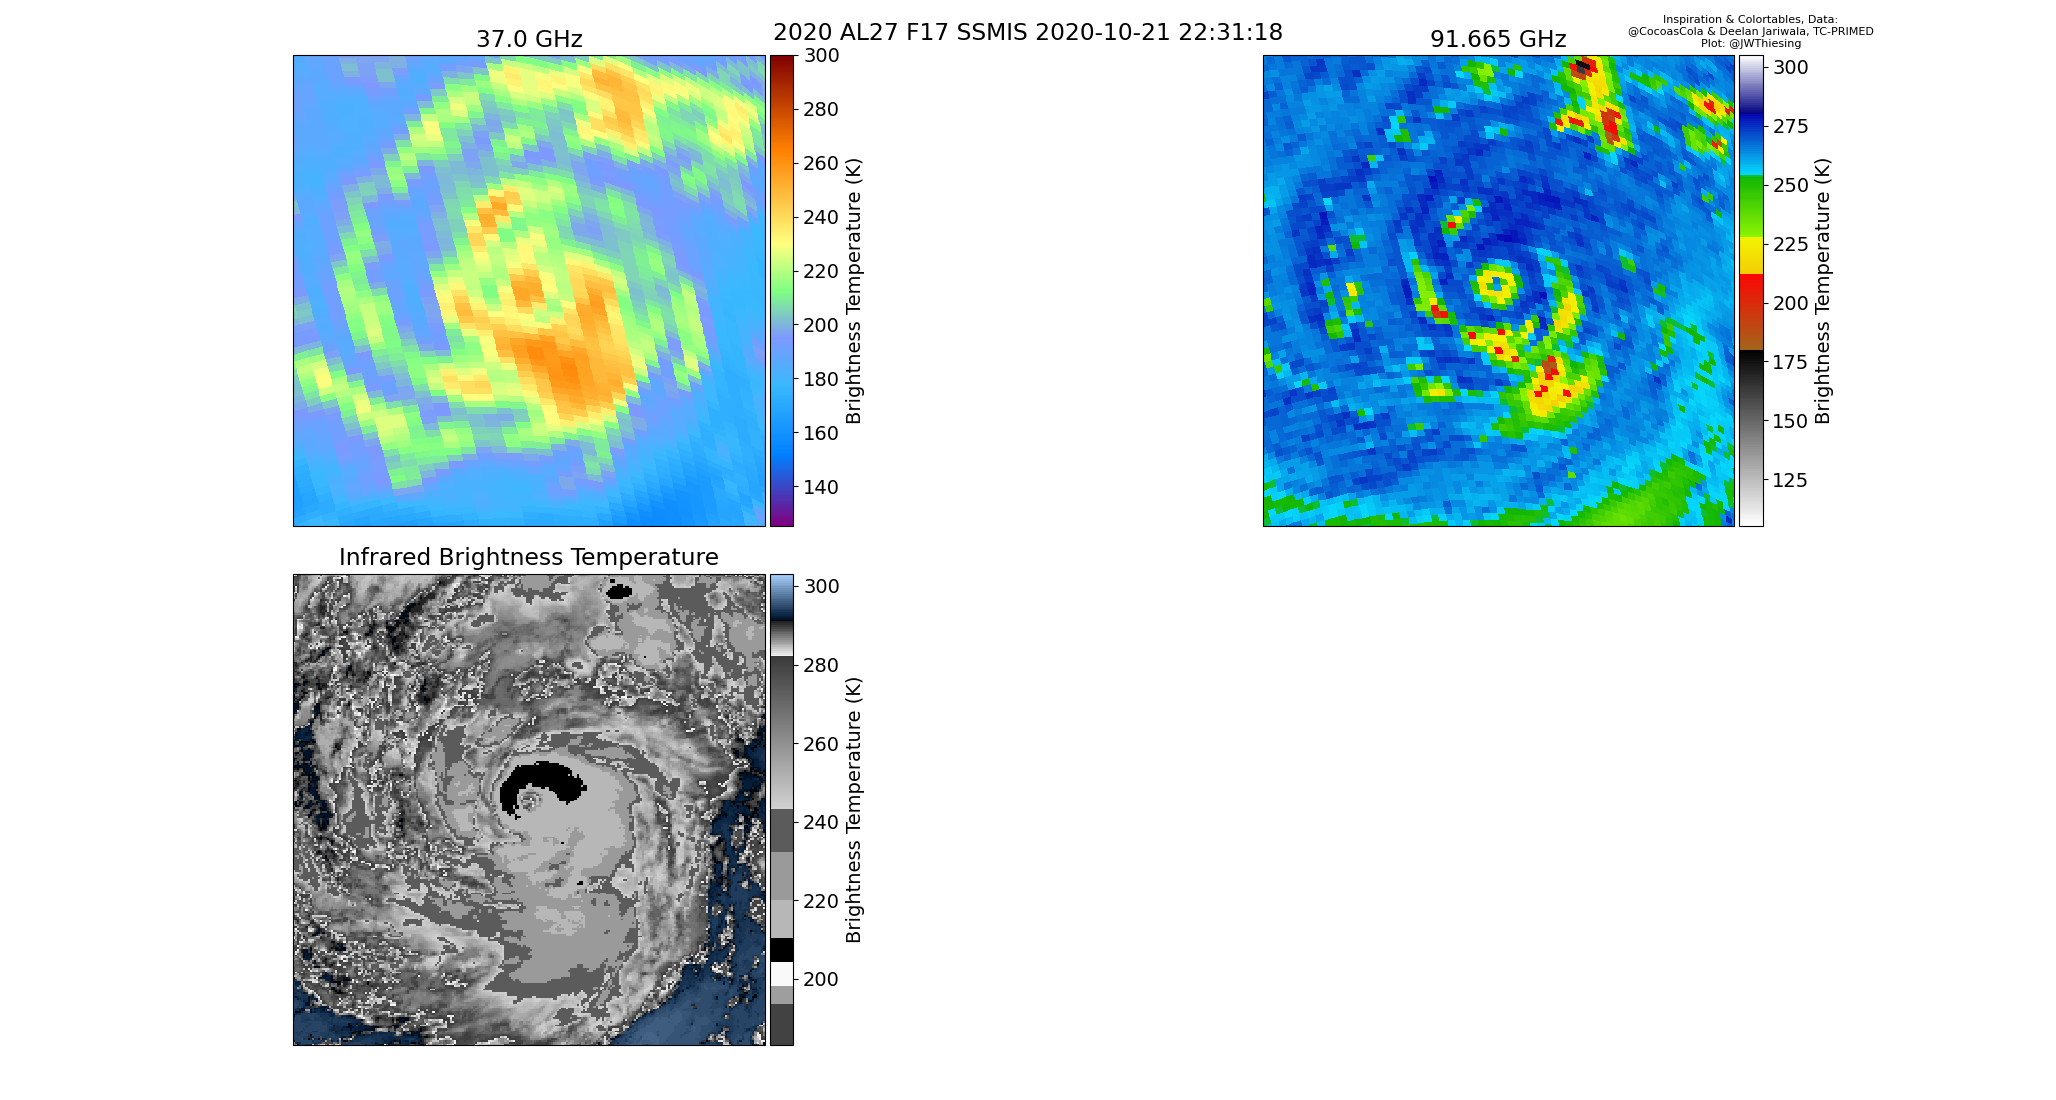 2020 AL27 F17 SSMIS 2020-10-21 22:31:18
Inspiration & Colortables, Data:
@CocoasCola & Deelan Jariwala, TC-PRIMED
Plot: @JWThiesing
37.0 GHz
300
280
260
240
220
200
180
160
140
Brightness Temperature (K)
91.665 GHz
300
275
250
225
200
175
150
125
Brightness Temperature (K)
Infrared Brightness Temperature
300
280
260
240
220
200
Brightness Temperature (K)